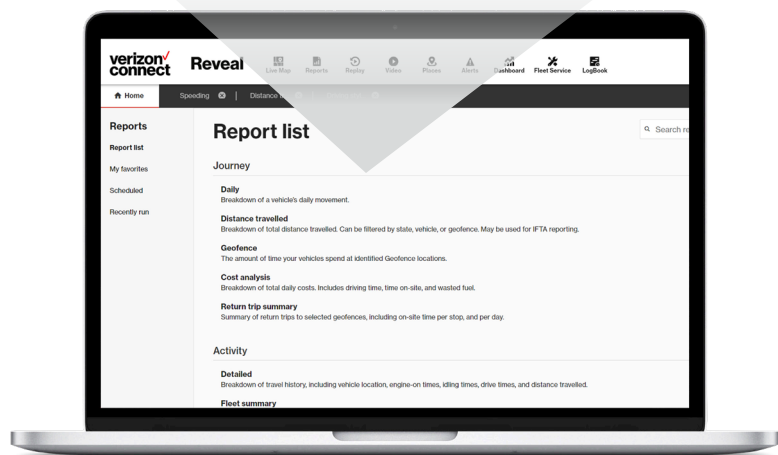 verizon
connect
Reveal
Live Map
Reports
Replay
Video
Places
Alerts
Dashboard
Fleet Service
LogBook
Home
Speeding
Distance
Reports
Report list
My favorites
Scheduled
Recently run
Report list
Search re
Journey
Daily
Breakdown of a vehicle's daily movement.
Distance travelled
Breakdown of total distance travelled. Can be filtered by state, vehicle, or geofence. May be used for IFTA reporting.
Geofence
The amount of time your vehicles spend at identified Geofence locations.
Cost analysis
Breakdown of total daily costs. Includes driving time, time on-site, and wasted fuel.
Return trip summary
Summary of return trips to selected geofences, including on-site time per stop, and per day.
Activity
Detailed
Breakdown of travel history, including vehicle location, engine-on times, idling times, drive times, and distance travelled.
Fleet summary